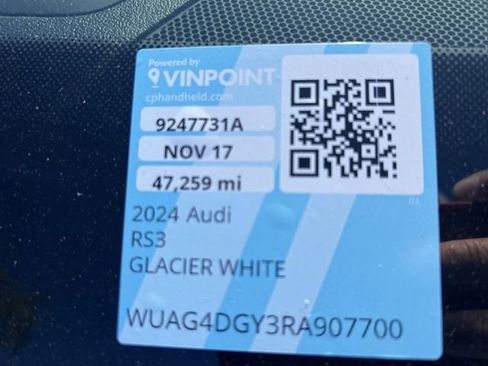 Powered by
VINPOINT
cphandheld.com
9247731A
NOV 17
47,259 mi
2024 Audi
RS3
GLACIER WHITE
WUAG4DGY3RA907700